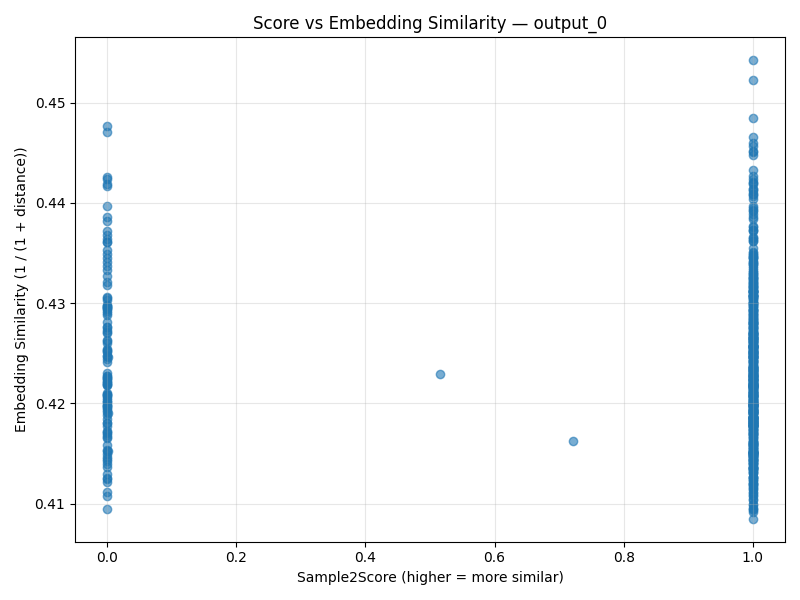 Score vs Embedding Similarity — output_0
Embedding Similarity (1 / (1 + distance))
0.45
0.44
0.43
0.42
0.41
0.0 0.2 0.4 0.6 0.8 1.0
Sample2Score (higher = more similar)